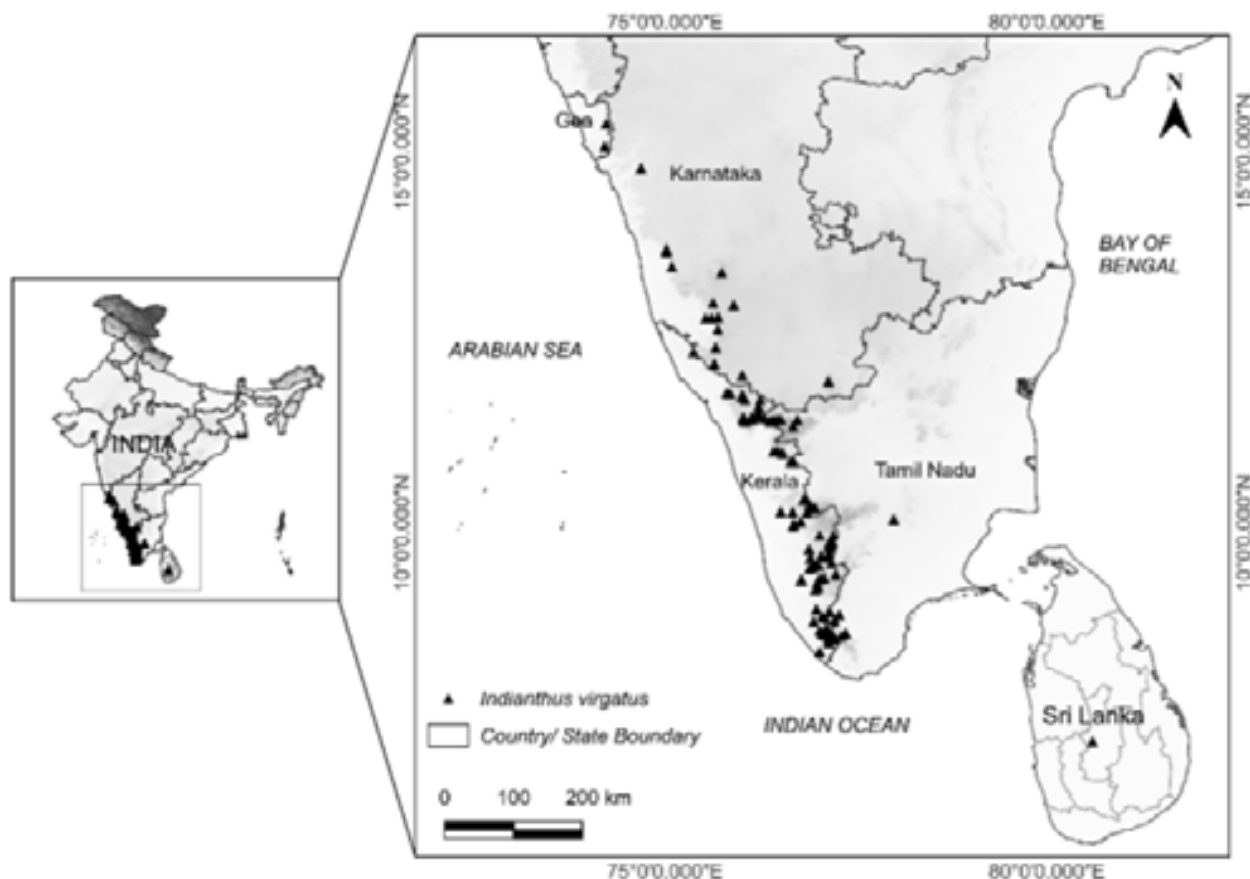 75°0'0.000"E
80°0'0.000"E
15°0'0.000"N
15°0'0.000"N
N
Goa
Karnataka
BAY OF
BENGAL
ARABIAN SEA
INDIA
Tamil Nadu
Kerala
10°0'0.000"N
10°0'0.000"N
Indianthus virgatus
Country/ State Boundary
INDIAN OCEAN
Sri Lanka
0 100 200 km
75°0'0.000"E
80°0'0.000"E